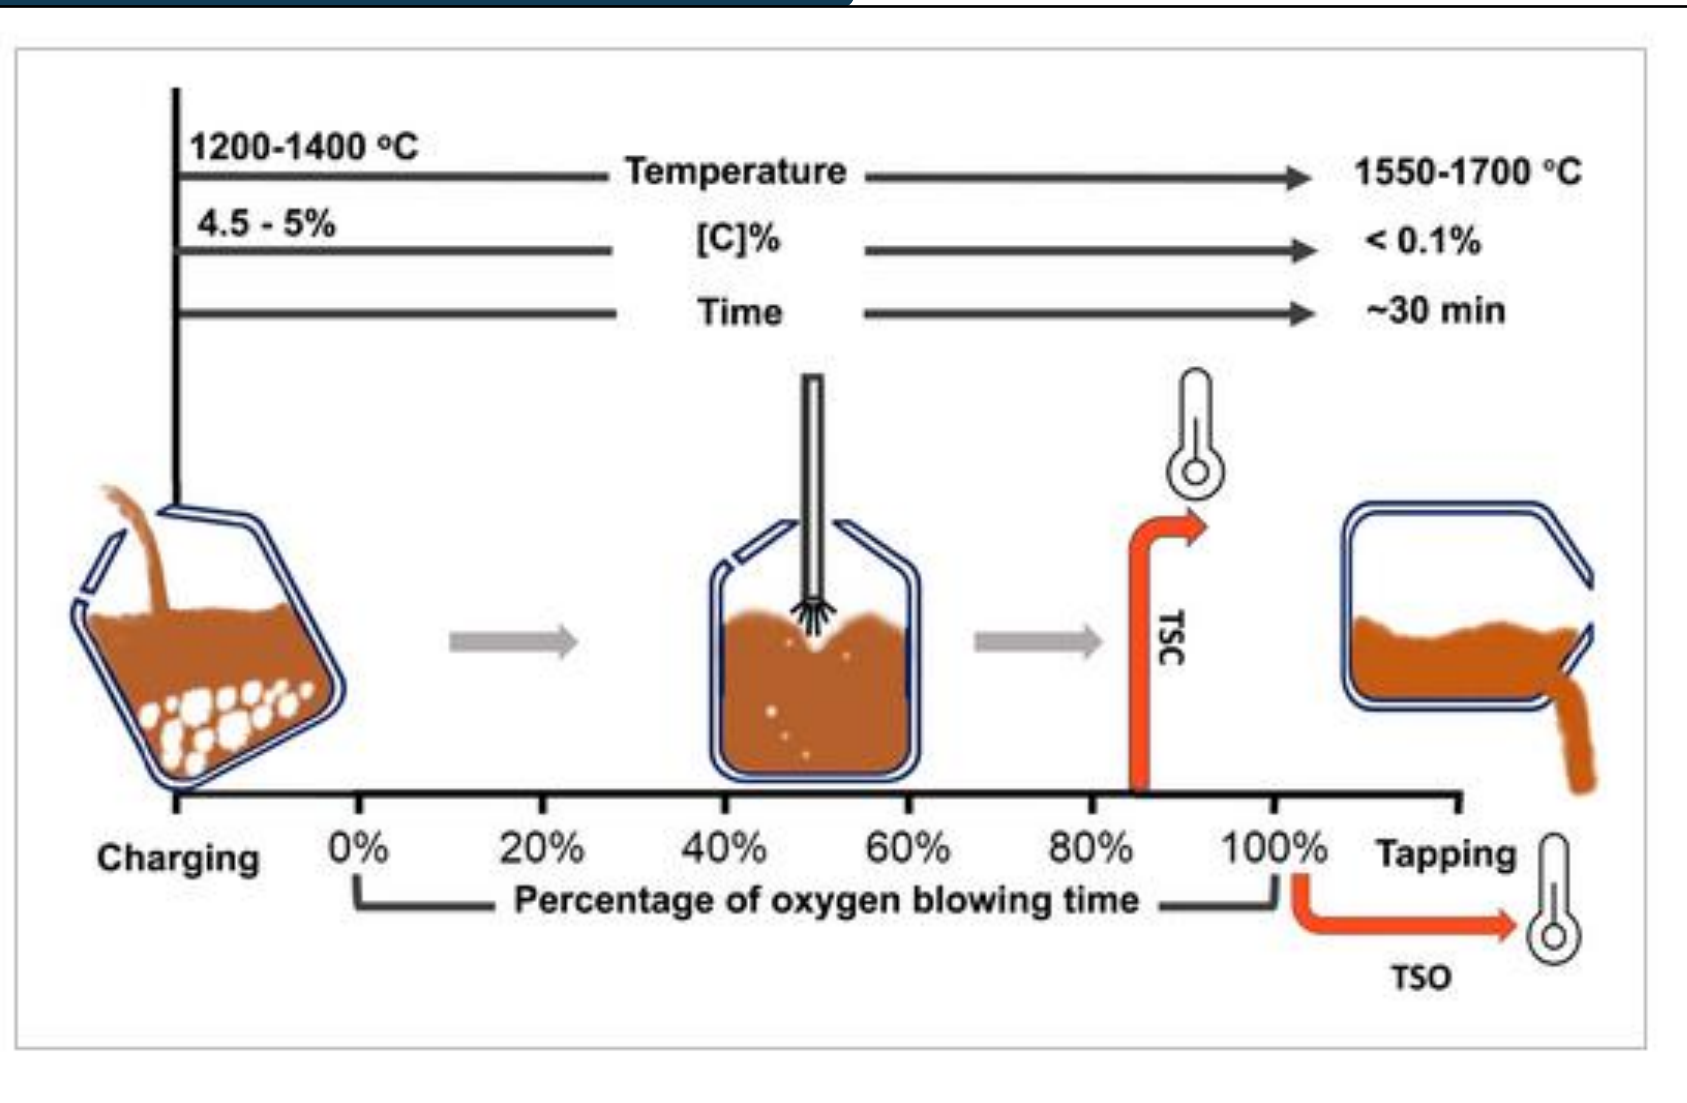 1200-1400 °C
Temperature
1550-1700 °C
4.5 - 5%
[C]%
< 0.1%
Time
~30 min
TSC
Charging
0%
20%
40%
60%
80%
100%
Tapping
Percentage of oxygen blowing time
TSO